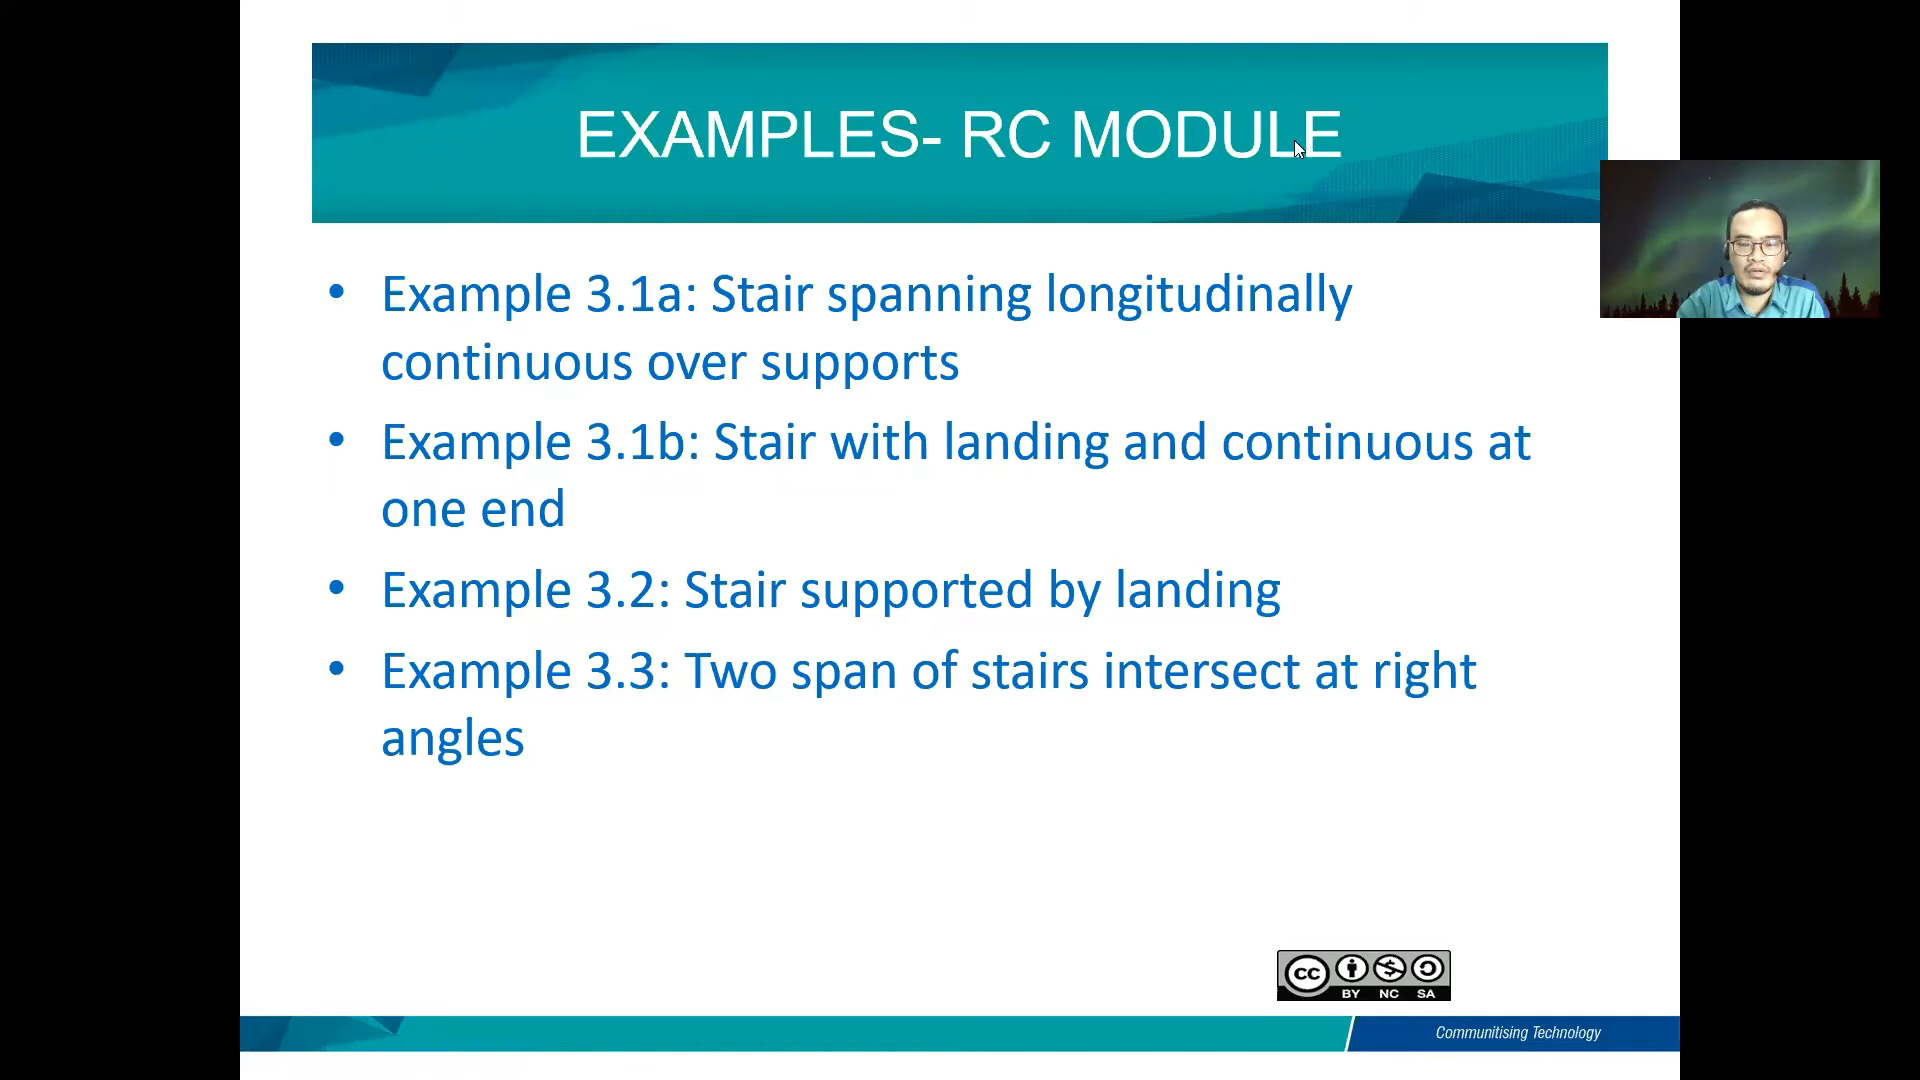 EXAMPLES- RC MODULE
• Example 3.1a: Stair spanning longitudinally
continuous over supports
• Example 3.1b: Stair with landing and continuous at
one end
• Example 3.2: Stair supported by landing
• Example 3.3: Two span of stairs intersect at right
angles
cc
BY NC SA
Communitising Technology